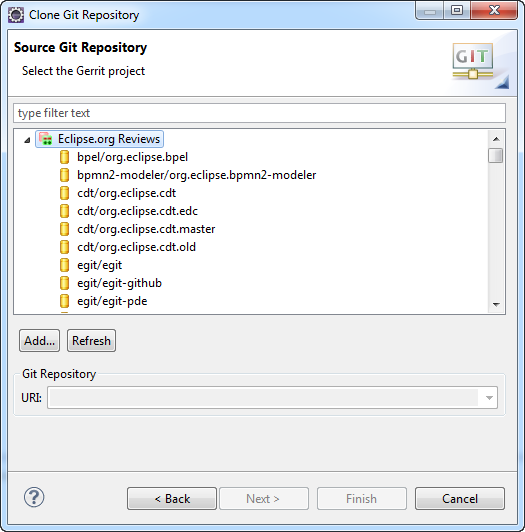 Clone Git Repository
Source Git Repository
Select the Gerrit project
GIT
type filter text
Eclipse.org Reviews
bpel/org.eclipse.bpel
bpmn2-modeler/org.eclipse.bpmn2-modeler
cdt/org.eclipse.cdt
cdt/org.eclipse.cdt.edc
cdt/org.eclipse.cdt.master
cdt/org.eclipse.cdt.old
egit/egit
egit/egit-github
egit/egit-pde
Add... Refresh
Git Repository
URI:
? < Back Next > Finish Cancel